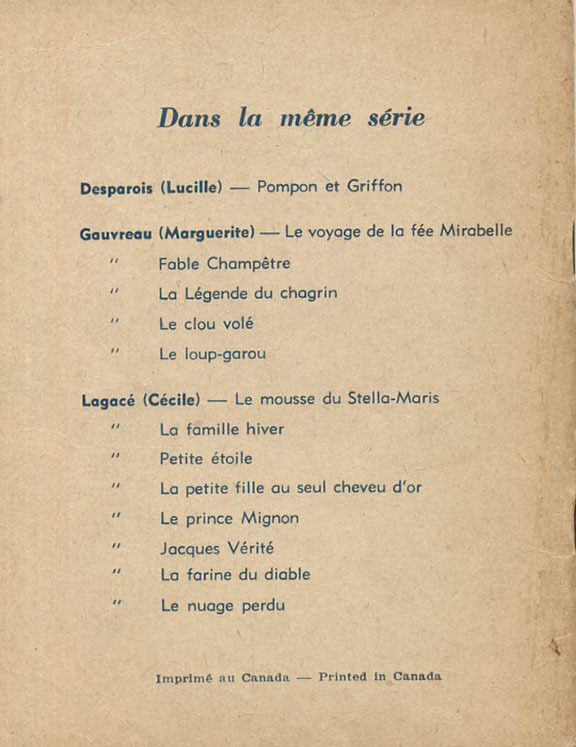 Dans la même série
Desparois (Lucille) — Pompon et Griffon
Gauvreau (Marguerite) — Le voyage de la fée Mirabelle
" Fable Champêtre
" La Légende du chagrin
" Le clou volé
" Le loup-garou
Lagacé (Cécile) — Le mousse du Stella-Maris
" La famille hiver
" Petite étoile
" La petite fille au seul cheveu d'or
" Le prince Mignon
" Jacques Vérité
" La farine du diable
" Le nuage perdu
Imprimé au Canada — Printed in Canada